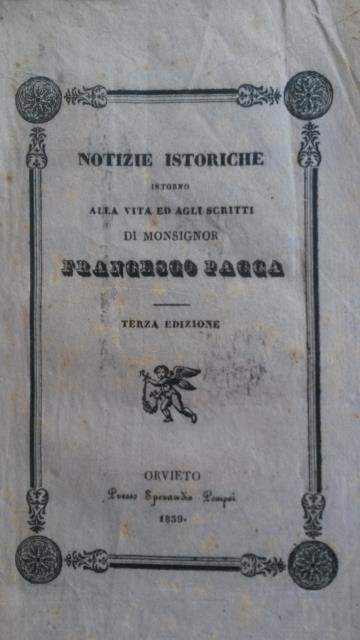 NOTIZIE ISTORICHE
INTORNO
ALLA VITA ED AGLI SCRITTI
DI MONSIGNOR
FRANCESCO PACCA
TERZA EDIZIONE
ORVIETO
Presso Sperandio Pompei
1839.